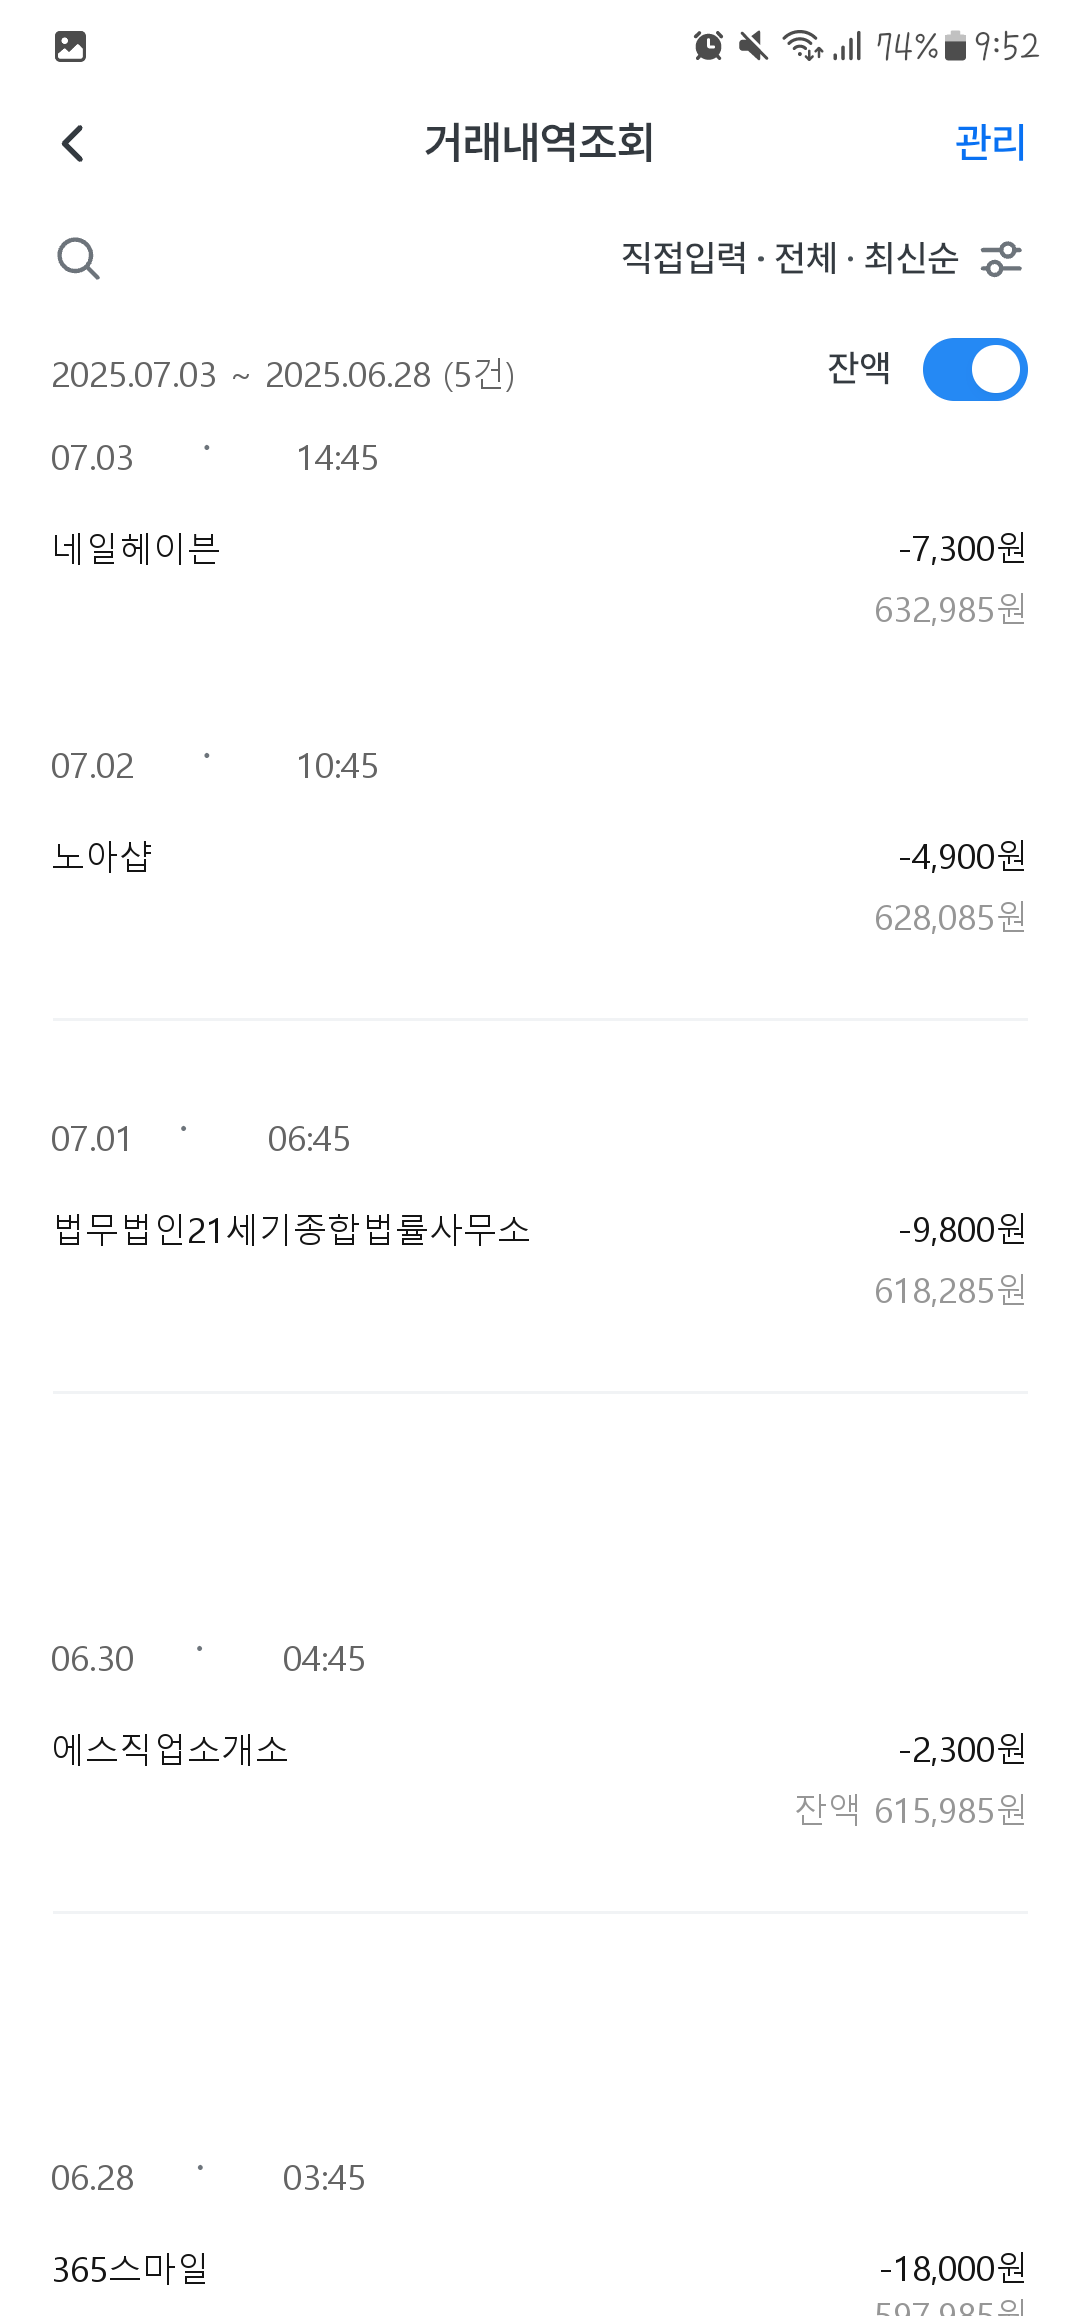 74% 9:52
거래내역조회 관리
직접입력 · 전체 · 최신순
2025.07.03 ~ 2025.06.28 (5건) 잔액
07.03 · 14:45
네일헤이븐 -7,300원
632,985원
07.02 · 10:45
노아샵 -4,900원
628,085원
07.01 · 06:45
법무법인21세기종합법률사무소 -9,800원
618,285원
06.30 · 04:45
에스직업소개소 -2,300원
잔액 615,985원
06.28 · 03:45
365스마일 -18,000원
597,985원